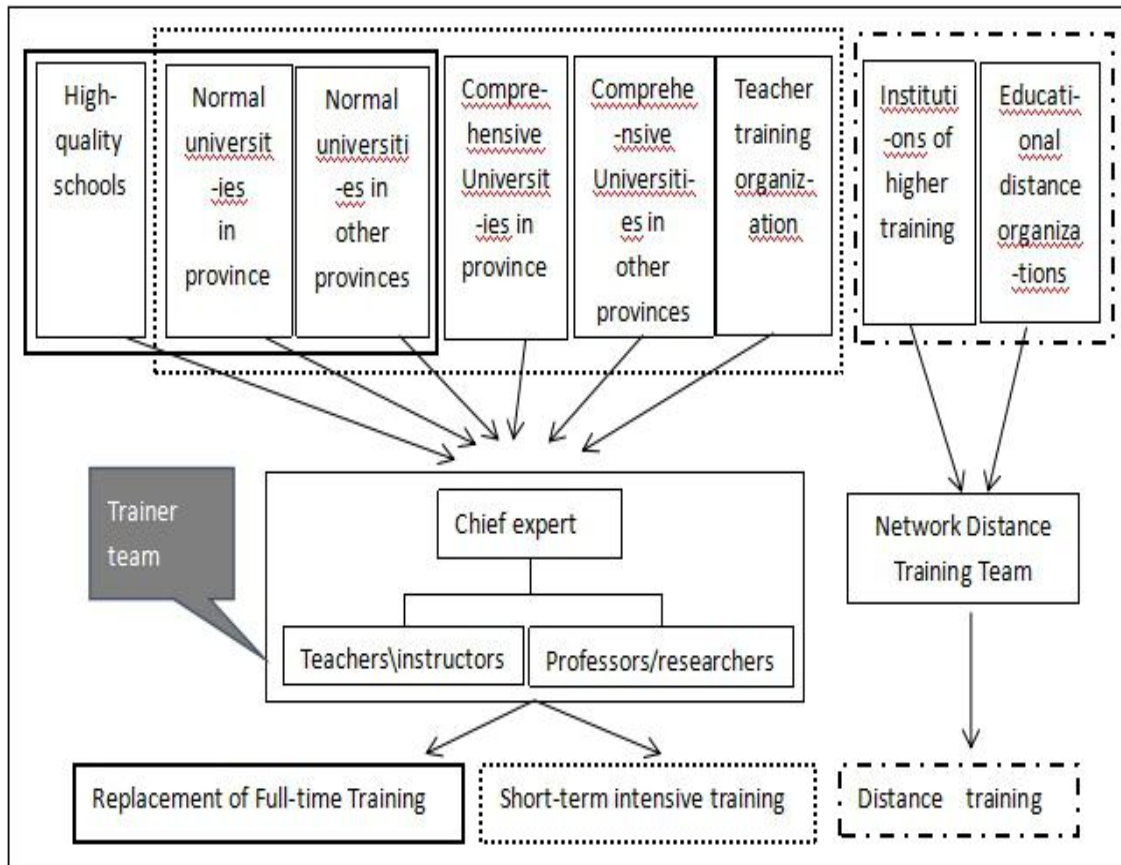 High-
quality
schools
Normal
universit
-ies
in
province
Normal
universiti
-es in
other
provinces
Compre-
hensive
Universit
-ies in
province
Comprehe
-nsive
Universiti-
es in
other
provinces
Teacher
training
organiz-
ation
Instituti
-ons of
higher
training
Educati-
onal
distance
organiza
-tions
Trainer
team
Chief expert
Teachers\instructors
Professors/researchers
Network Distance
Training Team
Replacement of Full-time Training
Short-term intensive training
Distance training